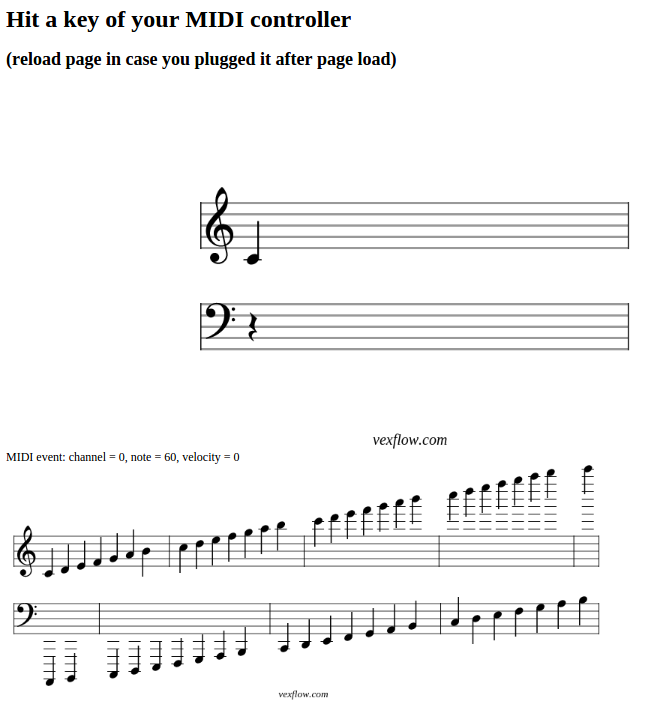 Hit a key of your MIDI controller
(reload page in case you plugged it after page load)
vexflow.com
MIDI event: channel = 0, note = 60, velocity = 0
vexflow.com